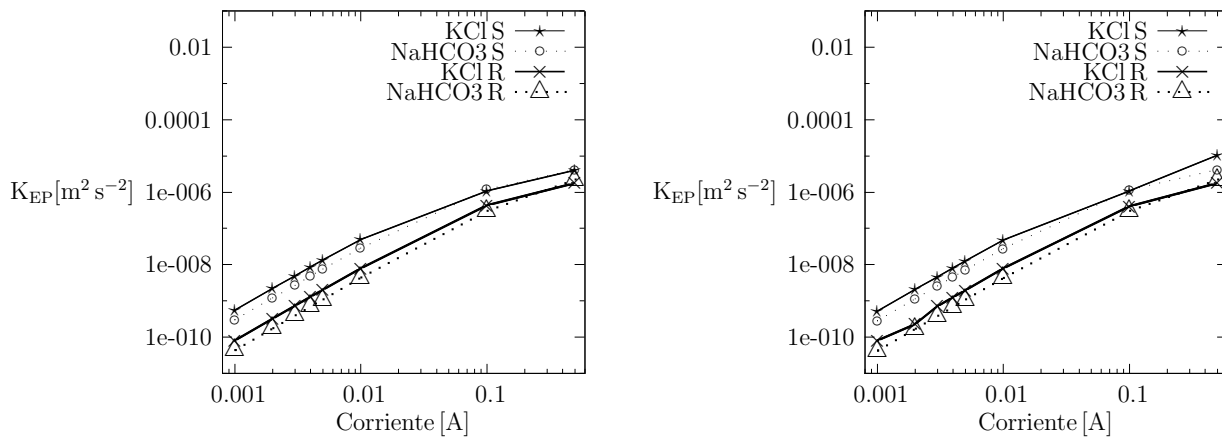 KCl S
NaHCO3 S
KCl R
NaHCO3 R
0.01
0.0001
1e-006
1e-008
1e-010
K_EP [m² s⁻²]
0.001 0.01 0.1
Corriente [A]
KCl S
NaHCO3 S
KCl R
NaHCO3 R
0.01
0.0001
1e-006
1e-008
1e-010
K_EP [m² s⁻²]
0.001 0.01 0.1
Corriente [A]